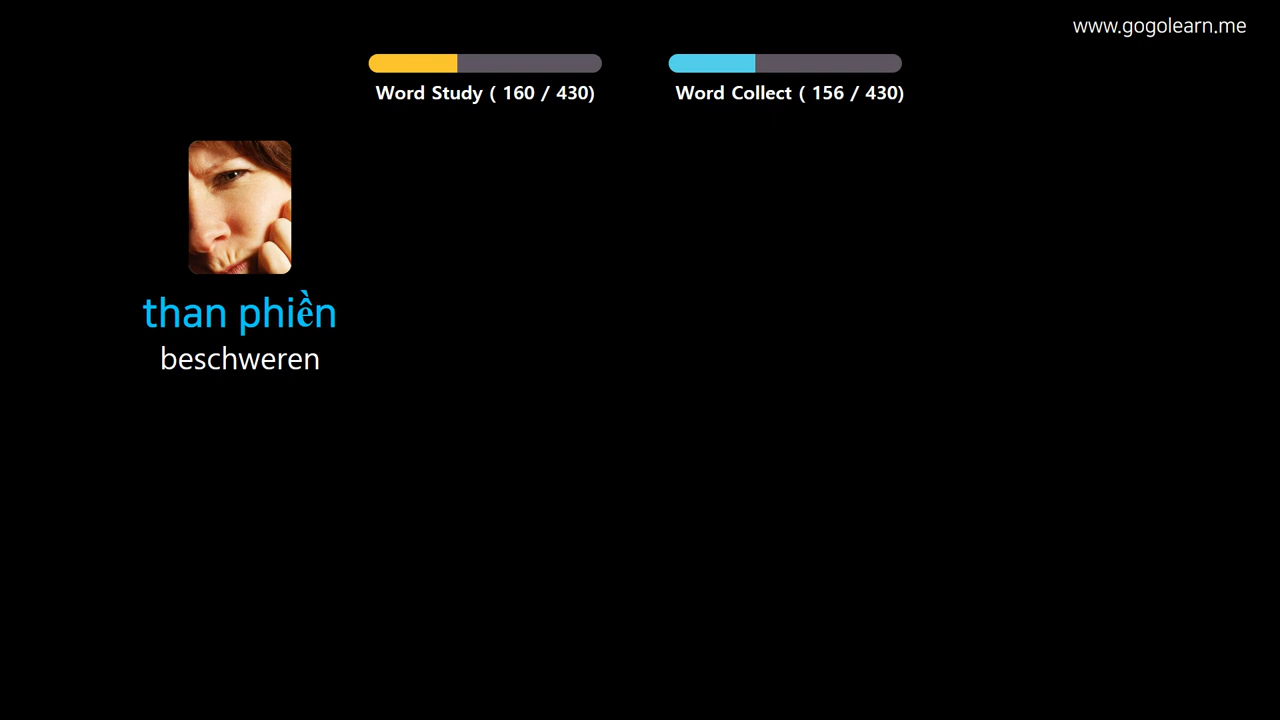 www.gogolearn.me
Word Study ( 160 / 430)
Word Collect ( 156 / 430)
than phiền
beschweren